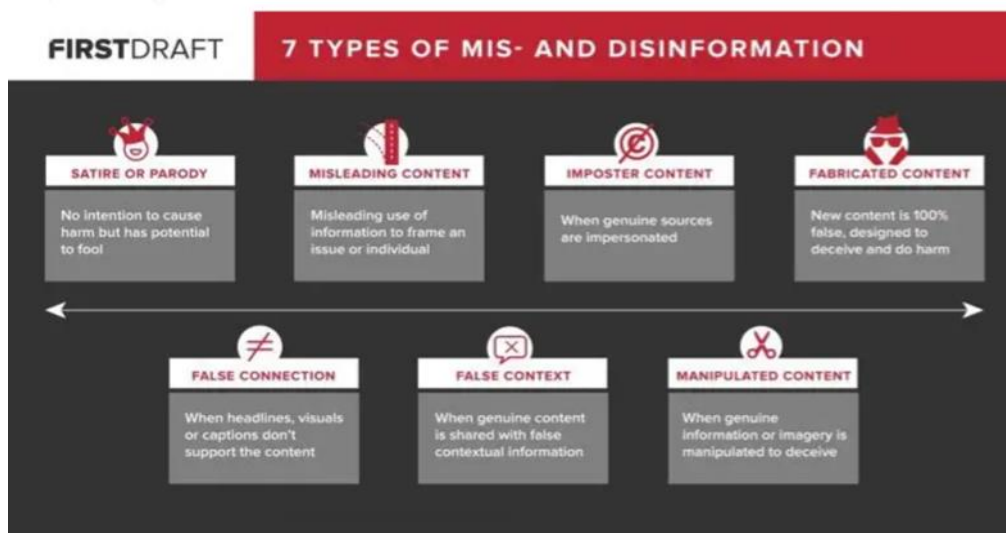 FIRSTDRAFT
7 TYPES OF MIS- AND DISINFORMATION
SATIRE OR PARODY
No intention to cause
harm but has potential
to fool
MISLEADING CONTENT
Misleading use of
information to frame an
issue or individual
IMPOSTER CONTENT
When genuine sources
are impersonated
FABRICATED CONTENT
New content is 100%
false, designed to
deceive and do harm
FALSE CONNECTION
When headlines, visuals
or captions don't
support the content
FALSE CONTEXT
When genuine content
is shared with false
contextual information
MANIPULATED CONTENT
When genuine
information or imagery is
manipulated to deceive